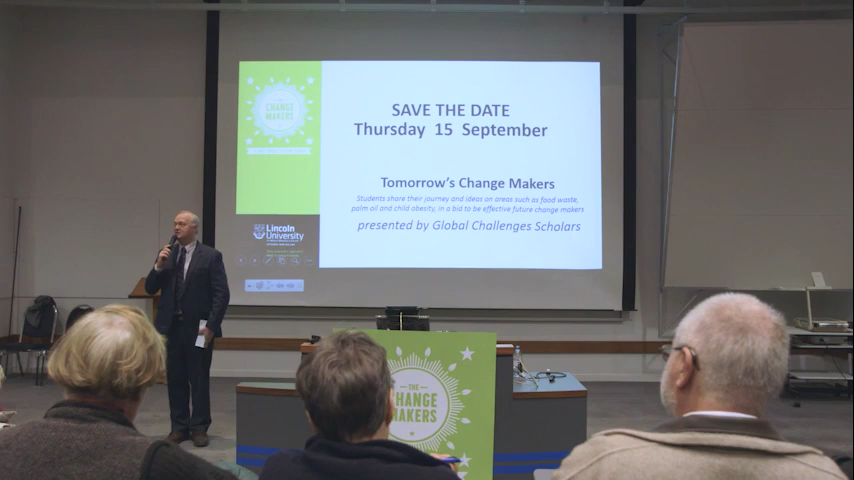 THE
CHANGE
MAKERS
SAVE THE DATE
Thursday 15 September
Tomorrow's Change Makers
Students share their journey and ideas on areas such as food waste,
palm oil and child obesity, in a bid to be effective future change makers
presented by Global Challenges Scholars
Lincoln
University
THE
CHANGE
MAKERS